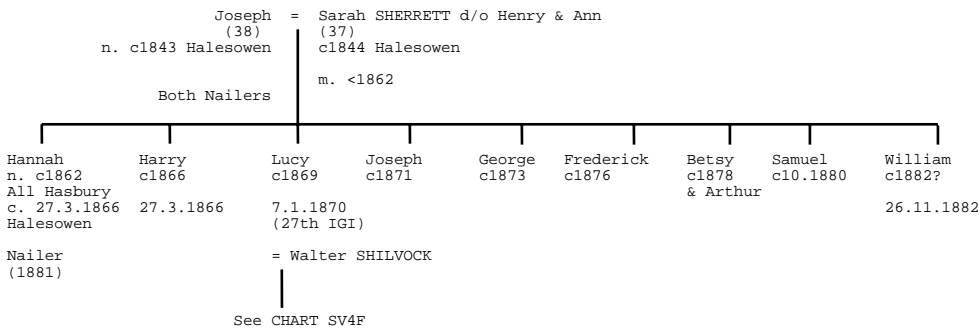 Joseph = Sarah SHERRETT d/o Henry & Ann
(38) (37)
n. c1843 Halesowen c1844 Halesowen
m. <1862
Both Nailers
Hannah Harry Lucy Joseph George Frederick Betsy Samuel William
n. c1862 c1866 c1869 c1871 c1873 c1876 c1878 c10.1880 c1882?
All Hasbury & Arthur
c. 27.3.1866 27.3.1866 7.1.1870 26.11.1882
Halesowen (27th IGI)
Nailer = Walter SHILVOCK
(1881)
See CHART SV4F